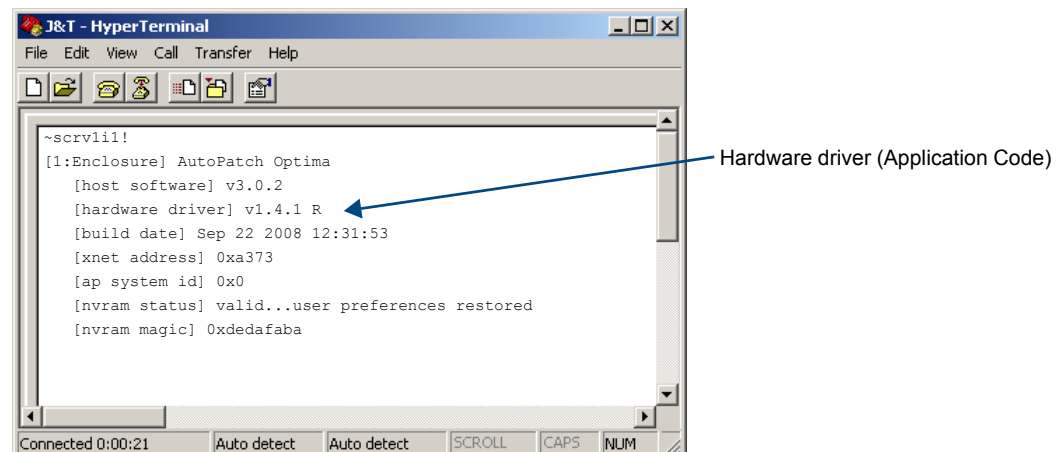 J&T - HyperTerminal
File Edit View Call Transfer Help
~scrv1i1!
[1:Enclosure] AutoPatch Optima
[host software] v3.0.2
[hardware driver] v1.4.1 R
[build date] Sep 22 2008 12:31:53
[xnet address] 0xa373
[ap system id] 0x0
[nvram status] valid...user preferences restored
[nvram magic] 0xdedafaba
Hardware driver (Application Code)
Connected 0:00:21 Auto detect Auto detect SCROLL CAPS NUM